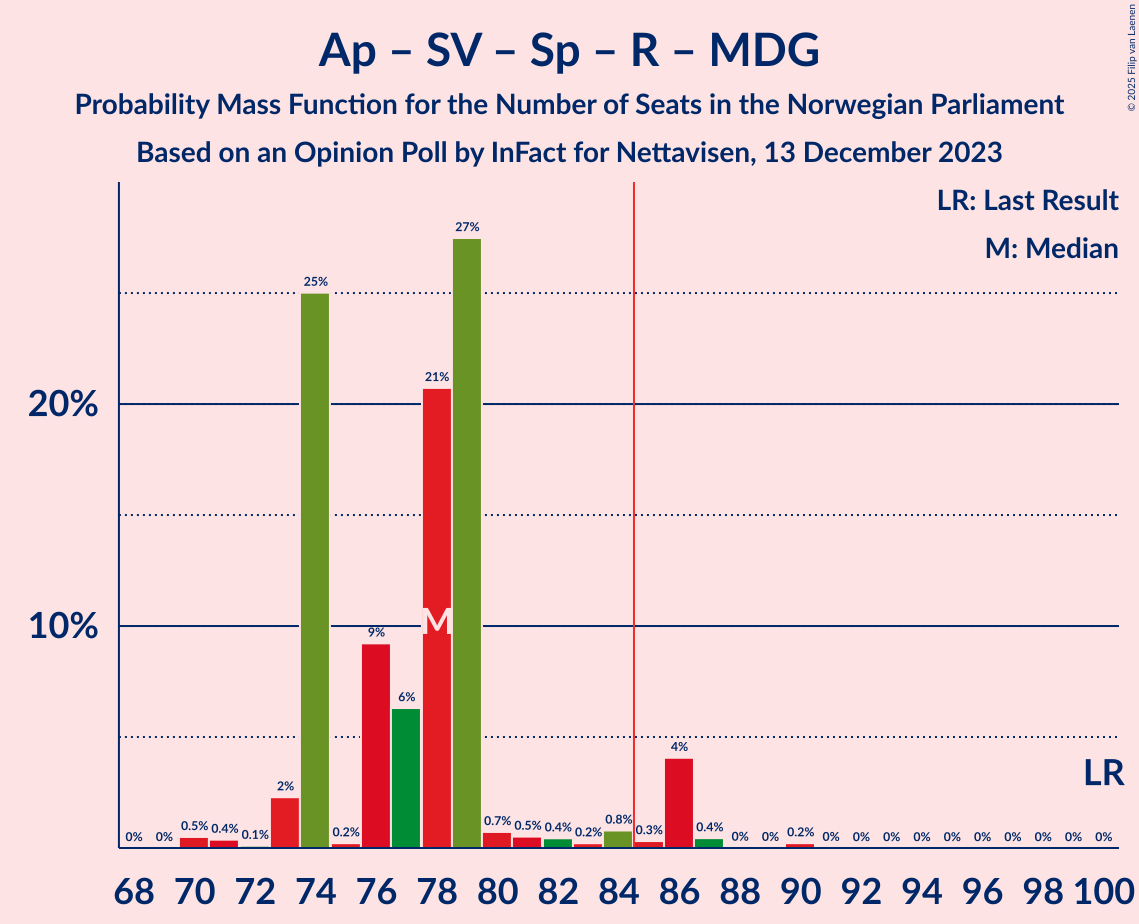 Ap – SV – Sp – R – MDG
Probability Mass Function for the Number of Seats in the Norwegian Parliament
Based on an Opinion Poll by InFact for Nettavisen, 13 December 2023
© 2025 Filip van Laenen
LR: Last Result
M: Median
27%
25%
21%
20%
M
9%
10%
6%
4%
LR
2%
0% 0% 0.5% 0.4% 0.1% 0.2% 0.7% 0.5% 0.4% 0.2% 0.8% 0.3% 0.4% 0% 0% 0.2% 0% 0% 0% 0% 0% 0% 0% 0% 0% 0%
68 70 72 74 76 78 80 82 84 86 88 90 92 94 96 98 100